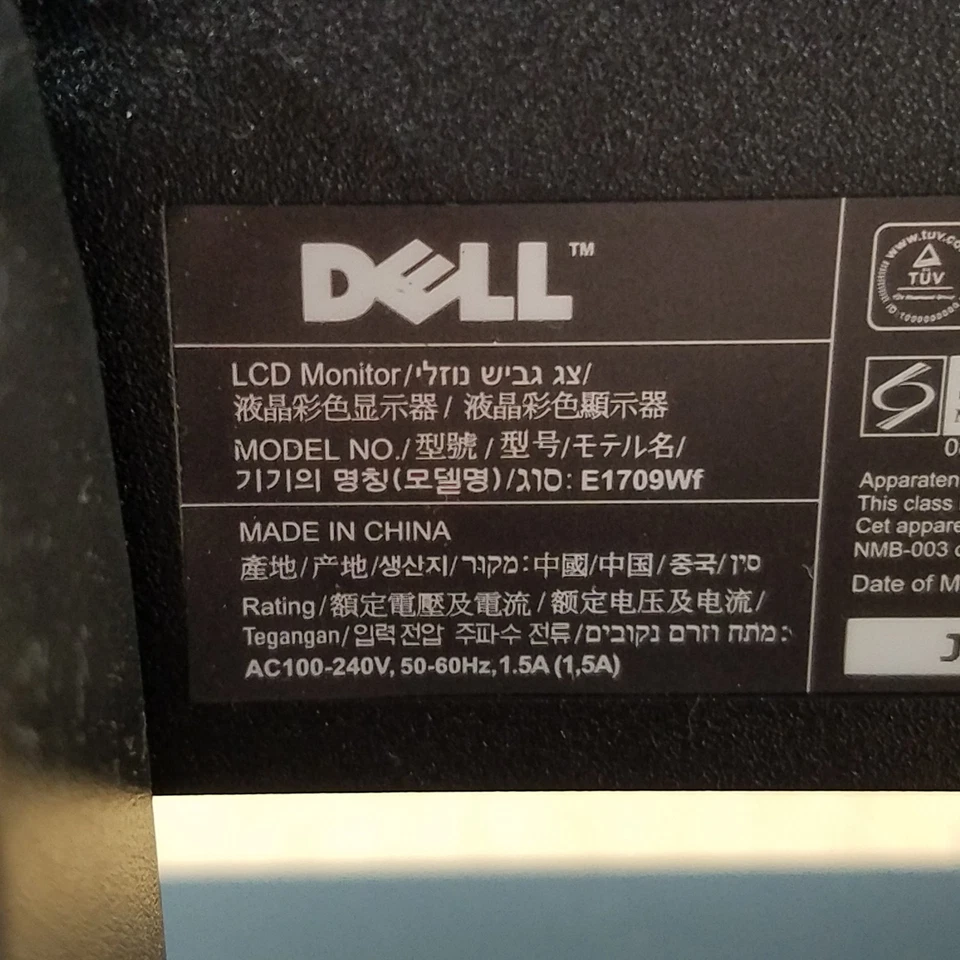 DELL™
LCD Monitor/צג גביש נוזלי/
液晶彩色显示器/ 液晶彩色顯示器
MODEL NO./型號/型号/モテル名/
기기의 명칭(모델명)/סוג: E1709Wf
MADE IN CHINA
產地/产地/생산지/מקור:中國/中国/중국/סין
Rating/額定電壓及電流/额定电压及电流/
Tegangan/입력 전압 주파수 전류/מתח וזרם נקובים:
AC100-240V, 50-60Hz,1.5A (1,5A)
www.tuv.co
TÜV
Apparaten
This class
Cet appare
NMB-003
Date of M